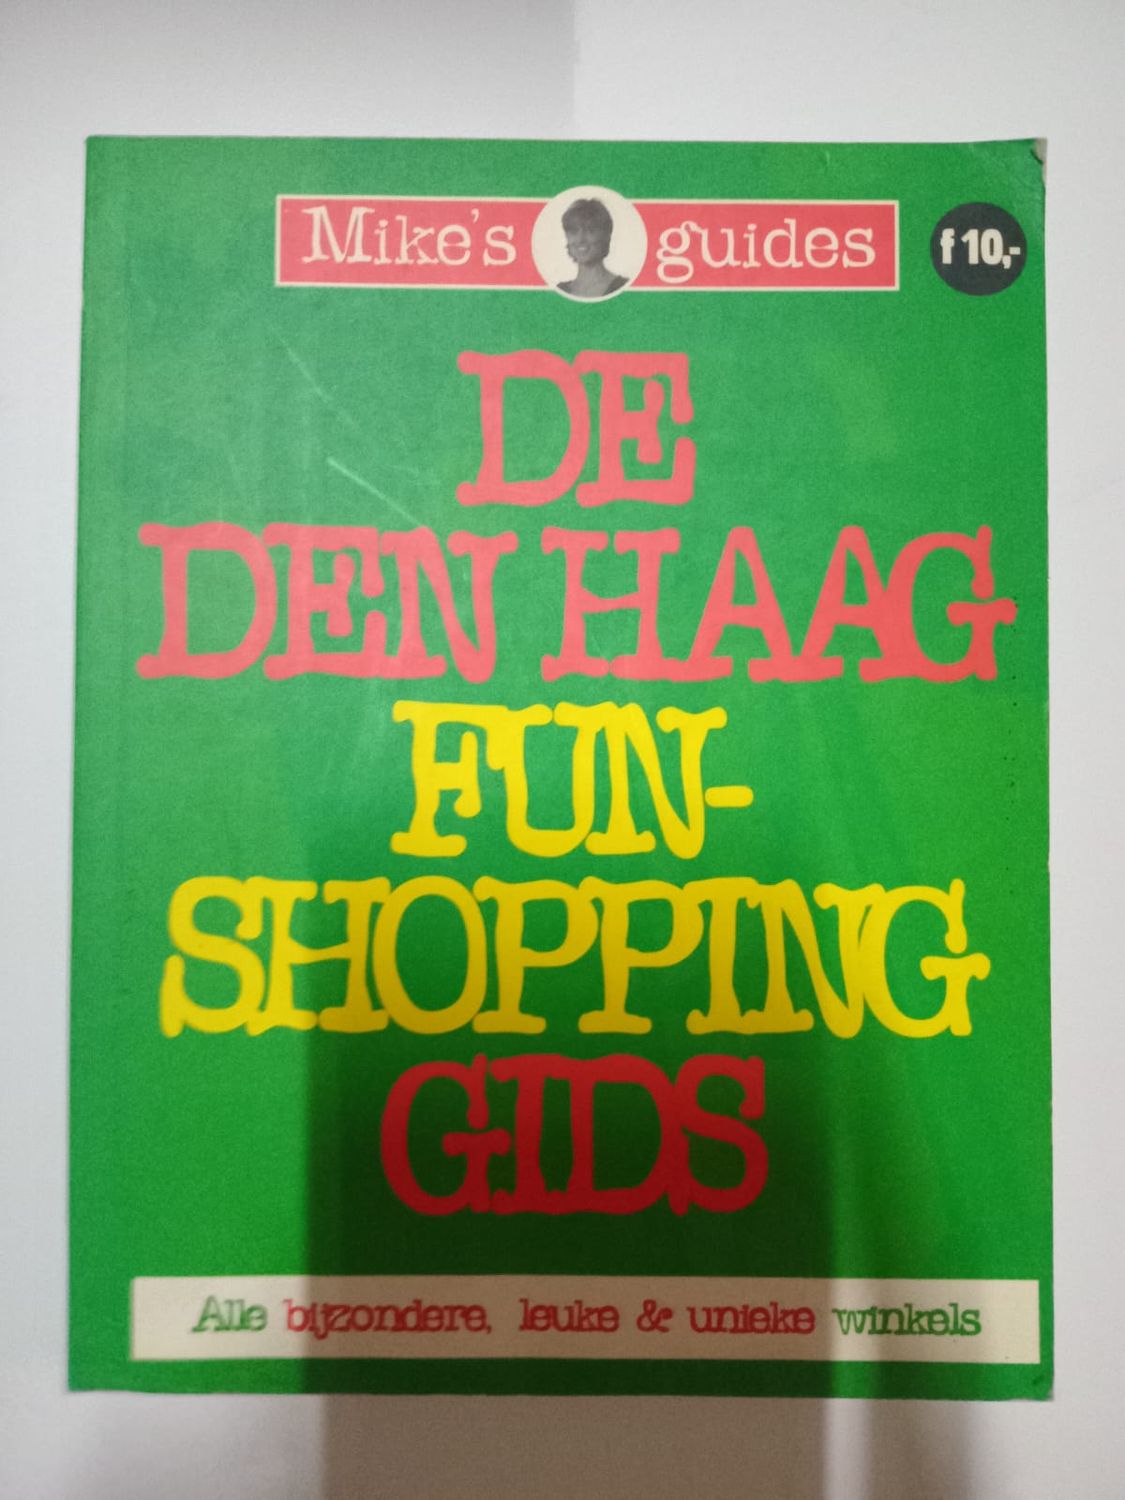 Mike's guides
f 10,-
DE
DEN HAAG
FUN-
SHOPPING
GIDS
Alle bijzondere, leuke & unieke winkels